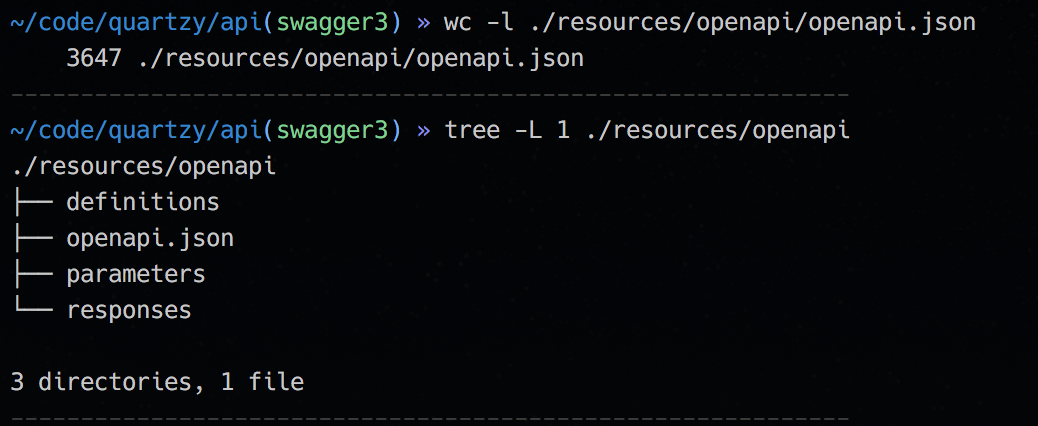 ~/code/quartzy/api(swagger3) » wc -l ./resources/openapi/openapi.json
    3647 ./resources/openapi/openapi.json
------------------------------------------------------------
~/code/quartzy/api(swagger3) » tree -L 1 ./resources/openapi
./resources/openapi
├── definitions
├── openapi.json
├── parameters
└── responses

3 directories, 1 file
------------------------------------------------------------